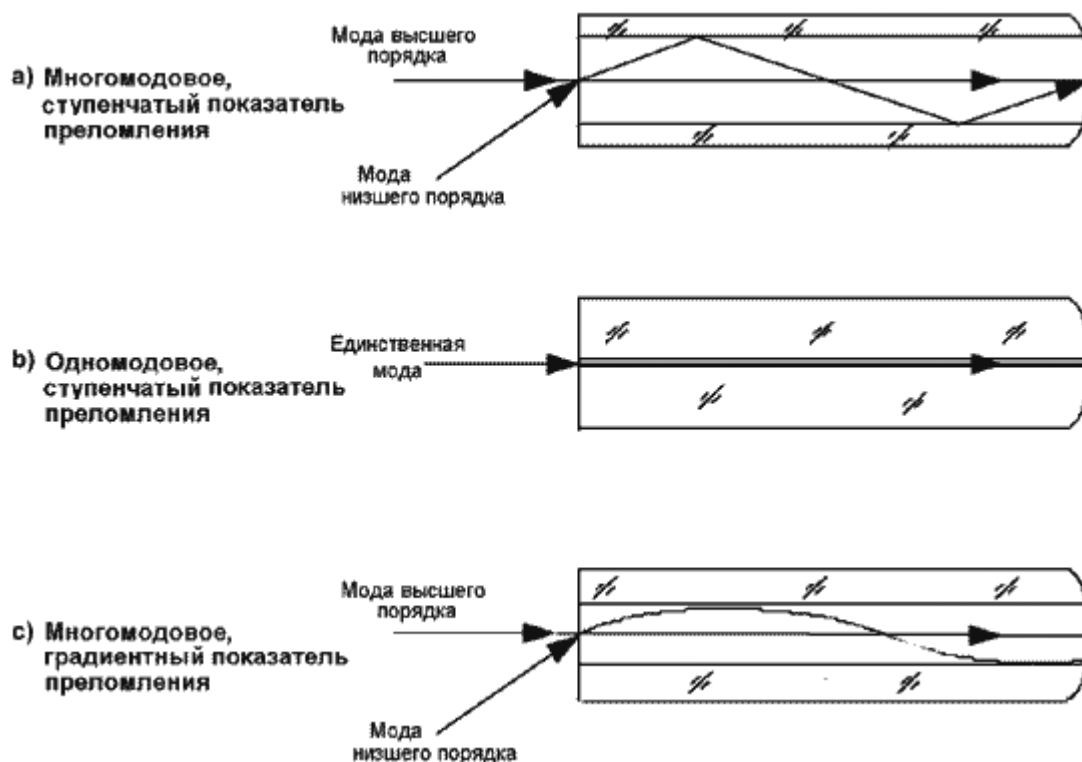 Мода высшего
порядка
а) Многомодовое,
ступенчатый показатель
преломления
Мода
низшего порядка
Единственная
мода
b) Одномодовое,
ступенчатый показатель
преломления
Мода высшего
порядка
c) Многомодовое,
градиентный показатель
преломления
Мода
низшего порядка